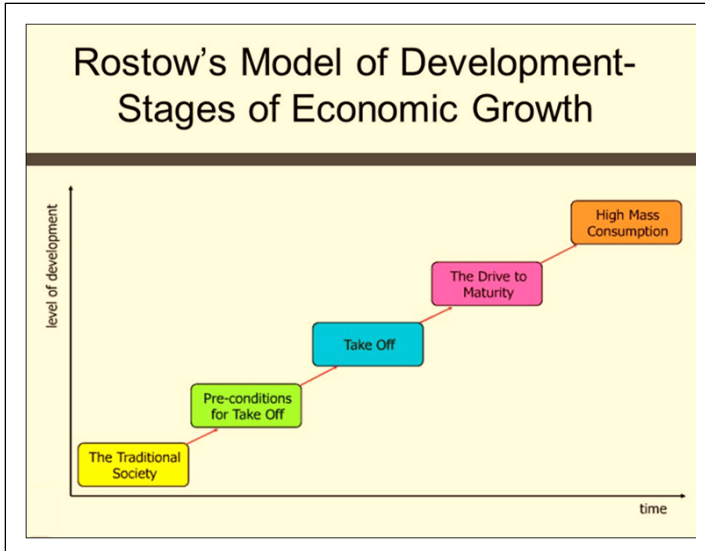 Rostow's Model of Development-
Stages of Economic Growth
level of development
High Mass
Consumption
The Drive to
Maturity
Take Off
Pre-conditions
for Take Off
The Traditional
Society
time